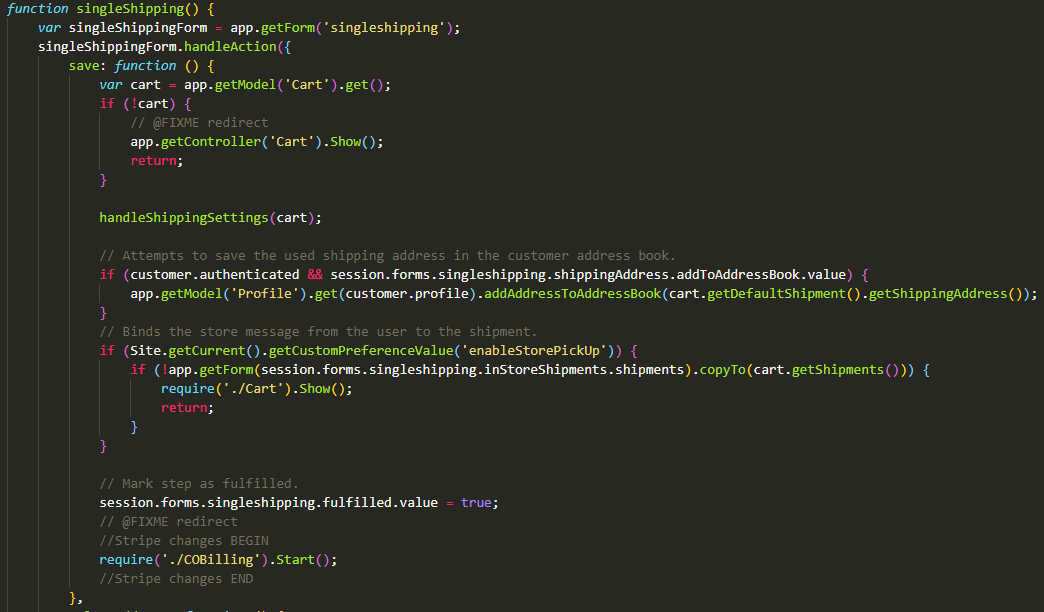 function singleShipping() {
var singleShippingForm = app.getForm('singleshipping');
singleShippingForm.handleAction({
save: function () {
var cart = app.getModel('Cart').get();
if (!cart) {
// @FIXME redirect
app.getController('Cart').Show();
return;
}
handleShippingSettings(cart);
// Attempts to save the used shipping address in the customer address book.
if (customer.authenticated && session.forms.singleshipping.shippingAddress.addToAddressBook.value) {
app.getModel('Profile').get(customer.profile).addAddressToAddressBook(cart.getDefaultShipment().getShippingAddress());
}
// Binds the store message from the user to the shipment.
if (Site.getCurrent().getCustomPreferenceValue('enableStorePickUp')) {
if (!app.getForm(session.forms.singleshipping.inStoreShipments.shipments).copyTo(cart.getShipments())) {
require('./Cart').Show();
return;
}
}
// Mark step as fulfilled.
session.forms.singleshipping.fulfilled.value = true;
// @FIXME redirect
//Stripe changes BEGIN
require('./COBilling').Start();
//Stripe changes END
},